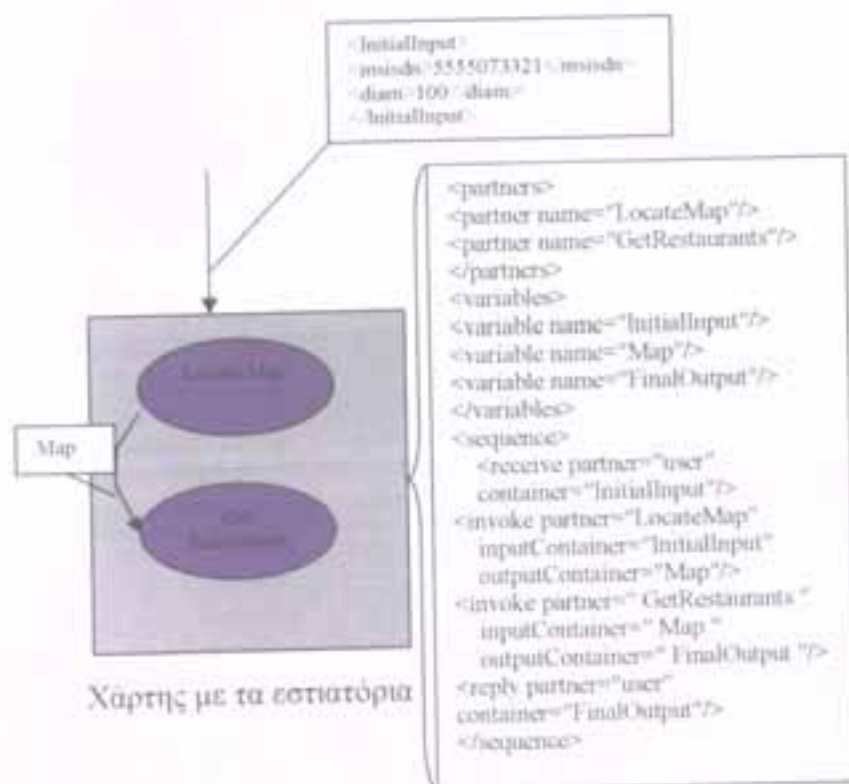 <InitialInput>
<msisdn>5555073321</msisdn>
<diam>100</diam>
</InitialInput>
<partners>
<partner name="LocateMap"/>
<partner name="GetRestaurants"/>
</partners>
<variables>
<variable name="InitialInput"/>
<variable name="Map"/>
<variable name="FinalOutput"/>
</variables>
<sequence>
<receive partner="user"
container="InitialInput"/>
<invoke partner="LocateMap"
inputContainer="InitialInput"
outputContainer="Map"/>
<invoke partner=" GetRestaurants "
inputContainer=" Map "
outputContainer=" FinalOutput "/>
<reply partner="user"
container="FinalOutput"/>
</sequence>
Locate Map
Map
Get
Restaurants
Χάρτης με τα εστιατόρια